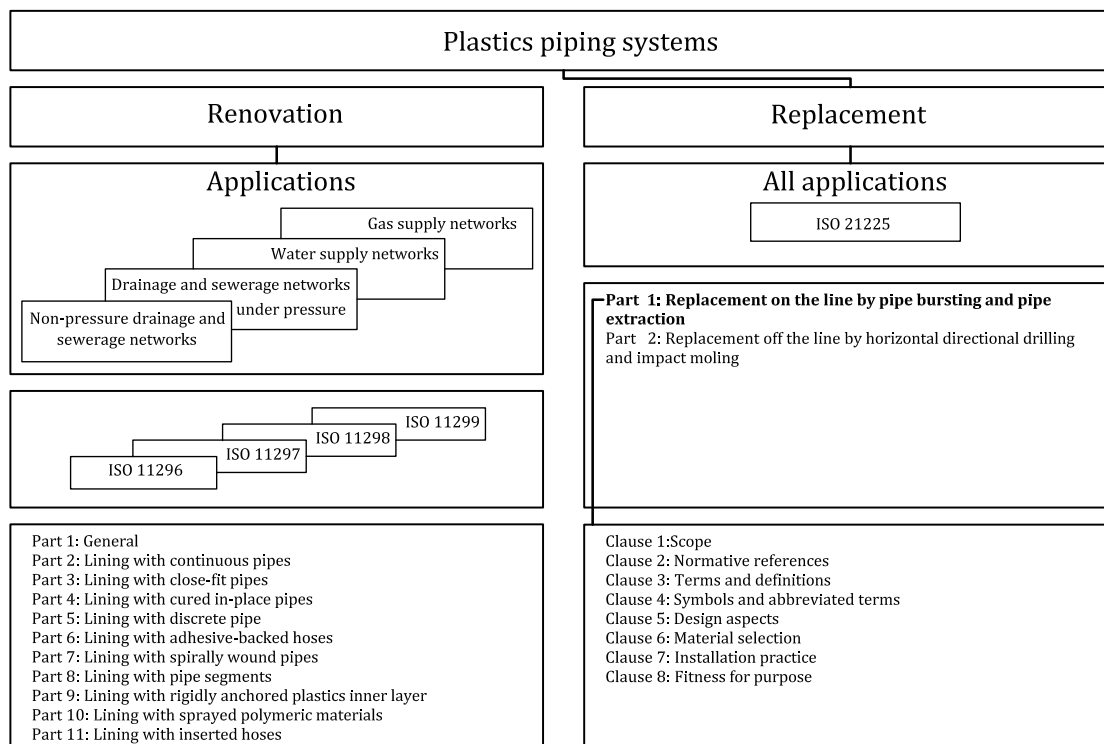 Plastics piping systems
Renovation
Replacement
Applications
Gas supply networks
Water supply networks
Drainage and sewerage networks
under pressure
Non-pressure drainage and
sewerage networks
All applications
ISO 21225
Part 1: Replacement on the line by pipe bursting and pipe
extraction
Part 2: Replacement off the line by horizontal directional drilling
and impact moling
ISO 11299
ISO 11298
ISO 11297
ISO 11296
Part 1: General
Part 2: Lining with continuous pipes
Part 3: Lining with close-fit pipes
Part 4: Lining with cured in-place pipes
Part 5: Lining with discrete pipe
Part 6: Lining with adhesive-backed hoses
Part 7: Lining with spirally wound pipes
Part 8: Lining with pipe segments
Part 9: Lining with rigidly anchored plastics inner layer
Part 10: Lining with sprayed polymeric materials
Part 11: Lining with inserted hoses
Clause 1:Scope
Clause 2: Normative references
Clause 3: Terms and definitions
Clause 4: Symbols and abbreviated terms
Clause 5: Design aspects
Clause 6: Material selection
Clause 7: Installation practice
Clause 8: Fitness for purpose